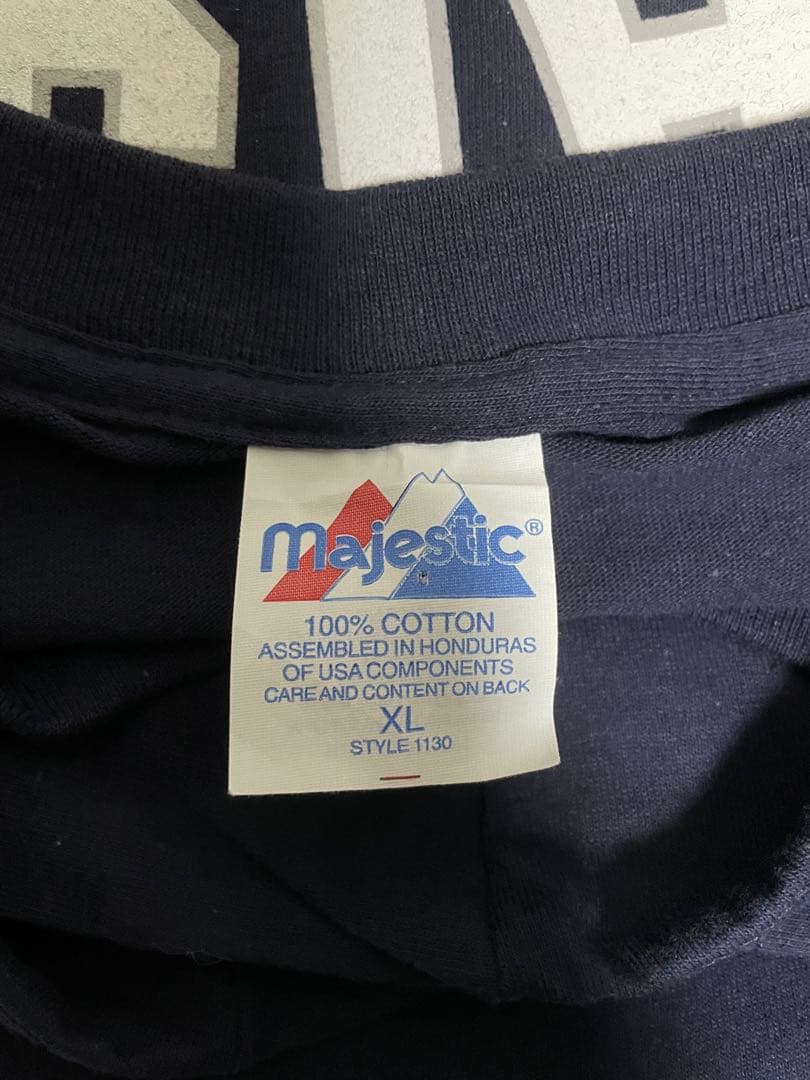 Majestic®
100% COTTON
ASSEMBLED IN HONDURAS
OF USA COMPONENTS
CARE AND CONTENT ON BACK
XL
STYLE 1130